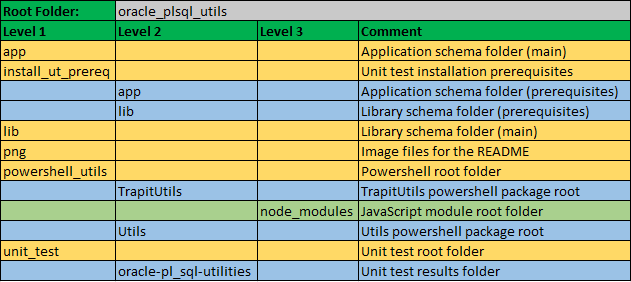 Root Folder: oracle_plsql_utils
Level 1 Level 2 Level 3 Comment
app Application schema folder (main)
install_ut_prereq Unit test installation prerequisites
app Application schema folder (prerequisites)
lib Library schema folder (prerequisites)
lib Library schema folder (main)
png Image files for the README
powershell_utils Powershell root folder
TrapitUtils TrapitUtils powershell package root
node_modules JavaScript module root folder
Utils Utils powershell package root
unit_test Unit test root folder
oracle-pl_sql-utilities Unit test results folder